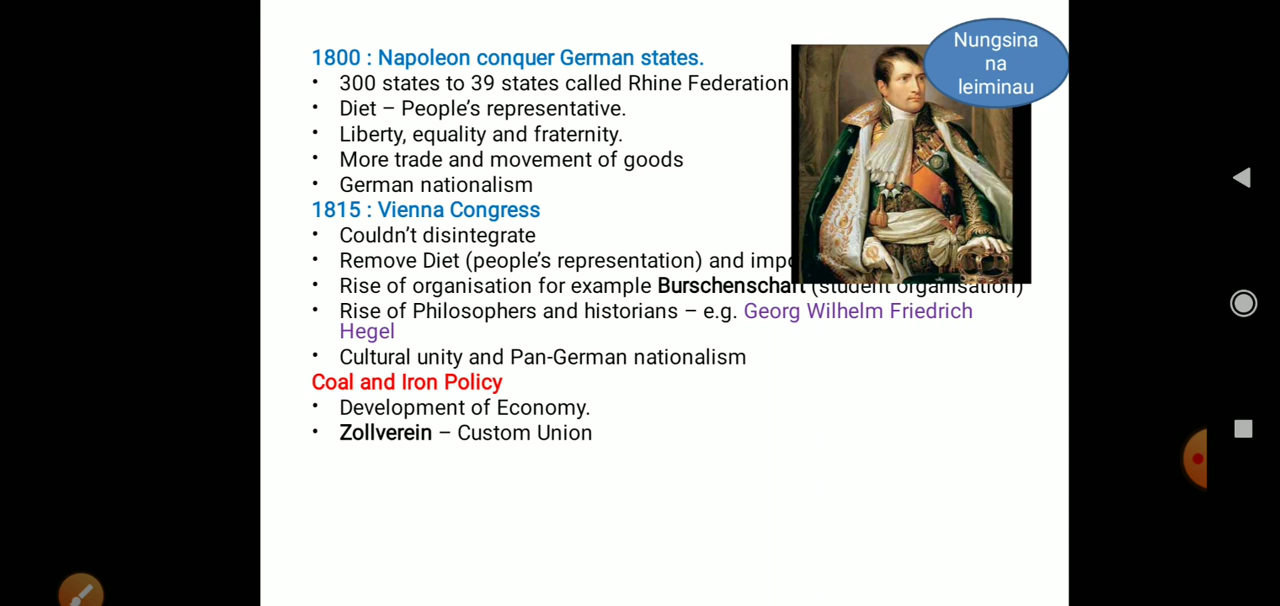 1800 : Napoleon conquer German states.
• 300 states to 39 states called Rhine Federation
• Diet – People’s representative.
• Liberty, equality and fraternity.
• More trade and movement of goods
• German nationalism
1815 : Vienna Congress
• Couldn’t disintegrate
• Remove Diet (people’s representation) and
• Rise of organisation for example Burschenschaft (student organisation)
• Rise of Philosophers and historians – e.g. Georg Wilhelm Friedrich
Hegel
• Cultural unity and Pan-German nationalism
Coal and Iron Policy
• Development of Economy.
• Zollverein – Custom Union
Nungsina
na
leiminau